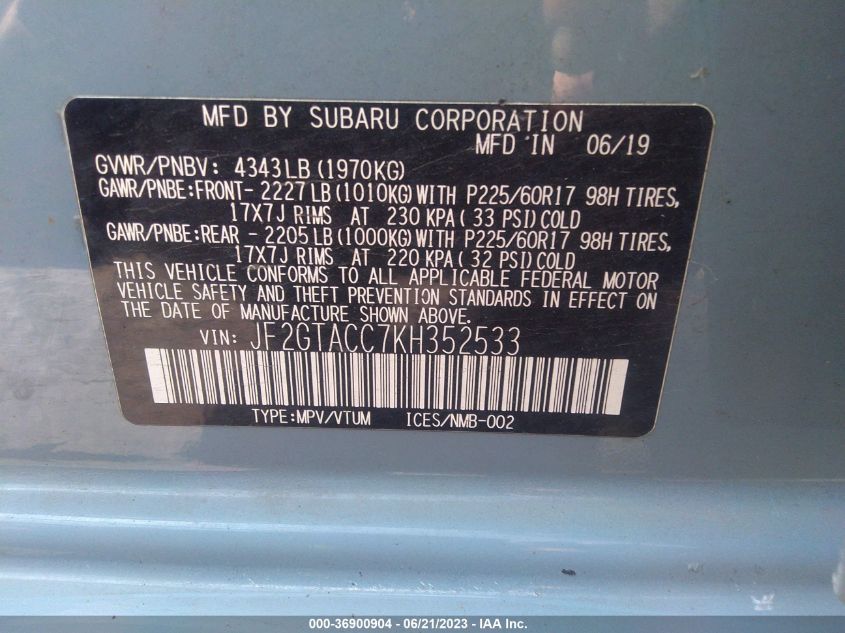 MFD BY SUBARU CORPORATION
MFD IN 06/19
GVWR/PNBV: 4343LB (1970KG)
GAWR/PNBE:FRONT- 2227LB (1010KG)WITH P225/60R17 98H TIRES,
17X7J RIMS AT 230 KPA( 33 PSI)COLD
GAWR/PNBE:REAR - 2205LB (1000KG)WITH P225/60R17 98H TIRES,
17X7J RIMS AT 220 KPA( 32 PSI)COLD
THIS VEHICLE CONFORMS TO ALL APPLICABLE FEDERAL MOTOR
VEHICLE SAFETY AND THEFT PREVENTION STANDARDS IN EFFECT ON
THE DATE OF MANUFACTURE SHOWN ABOVE.
VIN: JF2GTACC7KH352533
TYPE:MPV/VTUM ICES/NMB-002
000-36900904 - 06/21/2023 - IAA Inc.